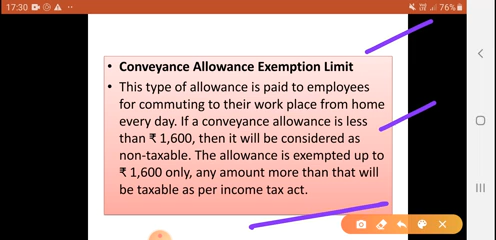 17:30
76%
• Conveyance Allowance Exemption Limit
• This type of allowance is paid to employees
for commuting to their work place from home
every day. If a conveyance allowance is less
than ₹ 1,600, then it will be considered as
non-taxable. The allowance is exempted up to
₹ 1,600 only, any amount more than that will
be taxable as per income tax act.